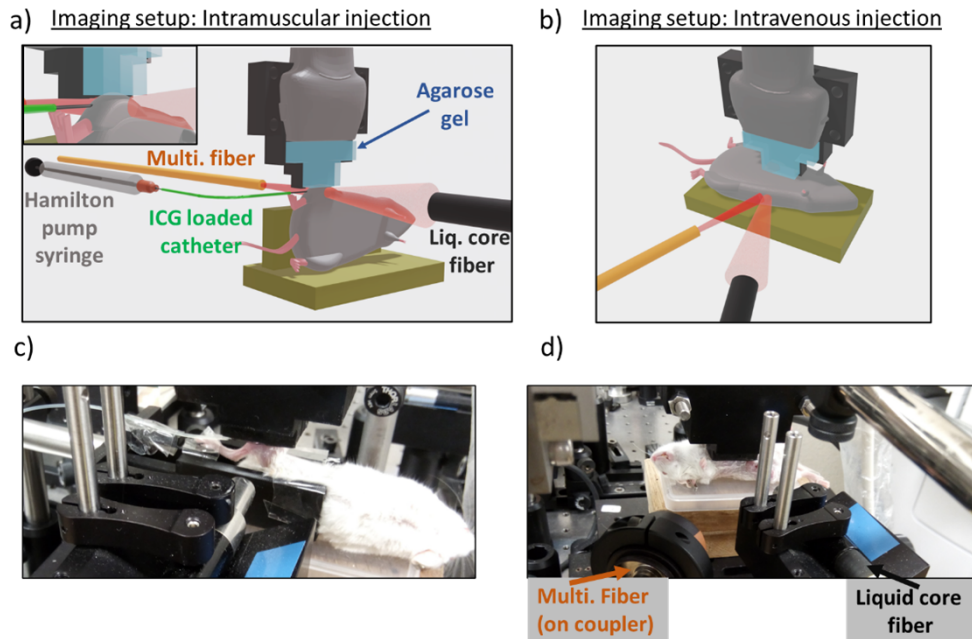 a) Imaging setup: Intramuscular injection
Agarose
gel
Multi. fiber
Hamilton
pump
syringe
ICG loaded
catheter
Liq. core
fiber
b) Imaging setup: Intravenous injection
c)
d)
Multi. Fiber
(on coupler)
Liquid core
fiber